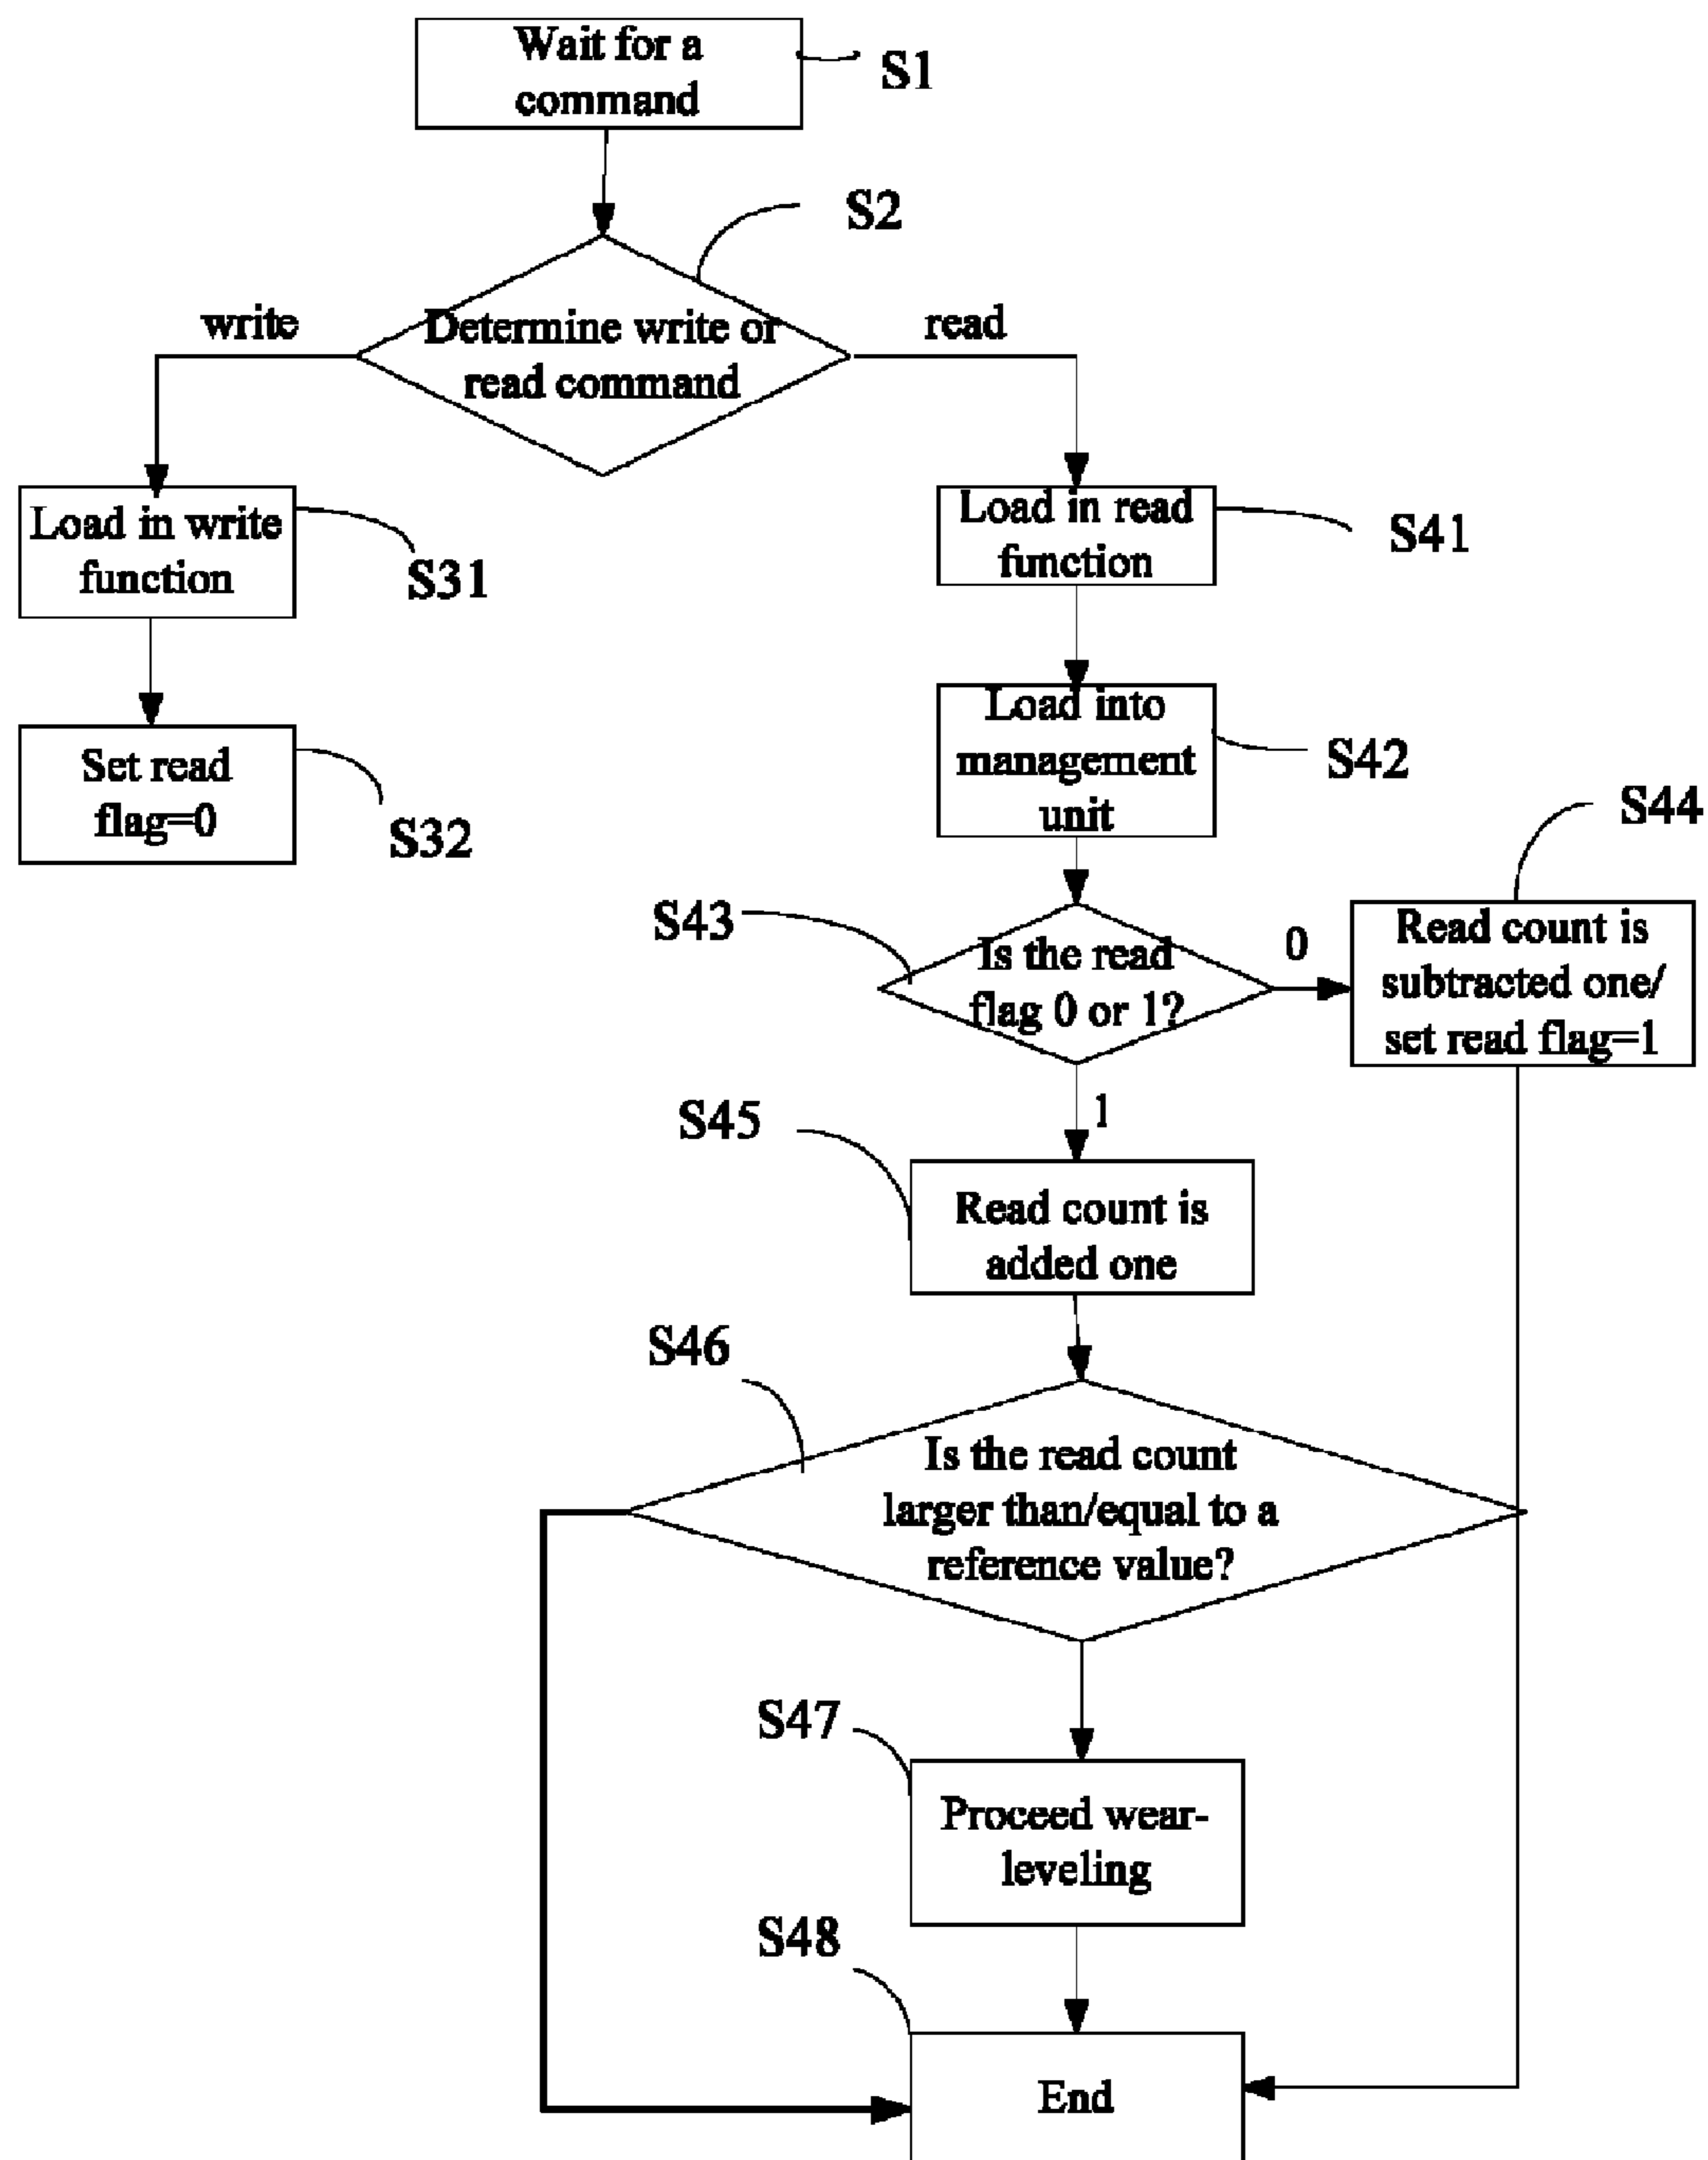 Wait for a
command
S1
S2
write
Determine write or
read command
read
Load in write
function
S31
Load in read
function
S41
Set read
flag=0
S32
Load into
management
unit
S42
S44
S43
Is the read
flag 0 or 1?
0
Read count is
subtracted one/
set read flag=1
1
S45
Read count is
added one
S46
Is the read count
larger than/equal to a
reference value?
S47
Proceed wear-
leveling
S48
End